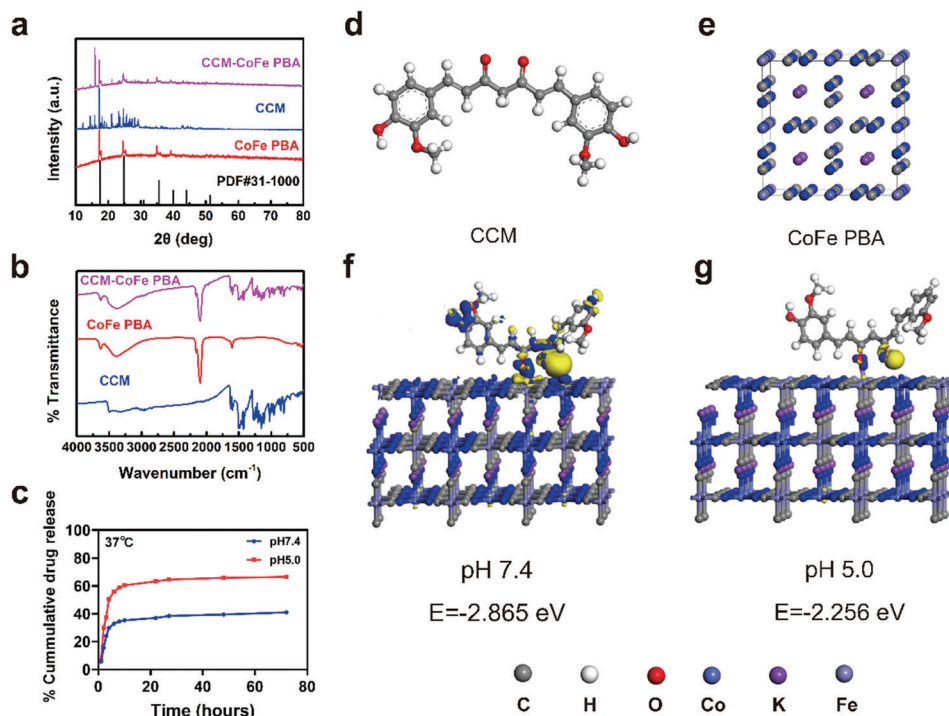 a
CCM-CoFe PBA
CCM
CoFe PBA
PDF#31-1000
Intensity (a.u.)
10 20 30 40 50 60 70 80
2θ (deg)
b
CCM-CoFe PBA
CoFe PBA
CCM
% Transmittance
4000 3500 3000 2500 2000 1500 1000 500
Wavenumber (cm⁻¹)
c
37°C
pH7.4
pH5.0
% Cummulative drug release
100
80
60
40
20
0
0 20 40 60 80
Time (hours)
d
CCM
e
CoFe PBA
f
pH 7.4
E=-2.865 eV
g
pH 5.0
E=-2.256 eV
C H O Co K Fe